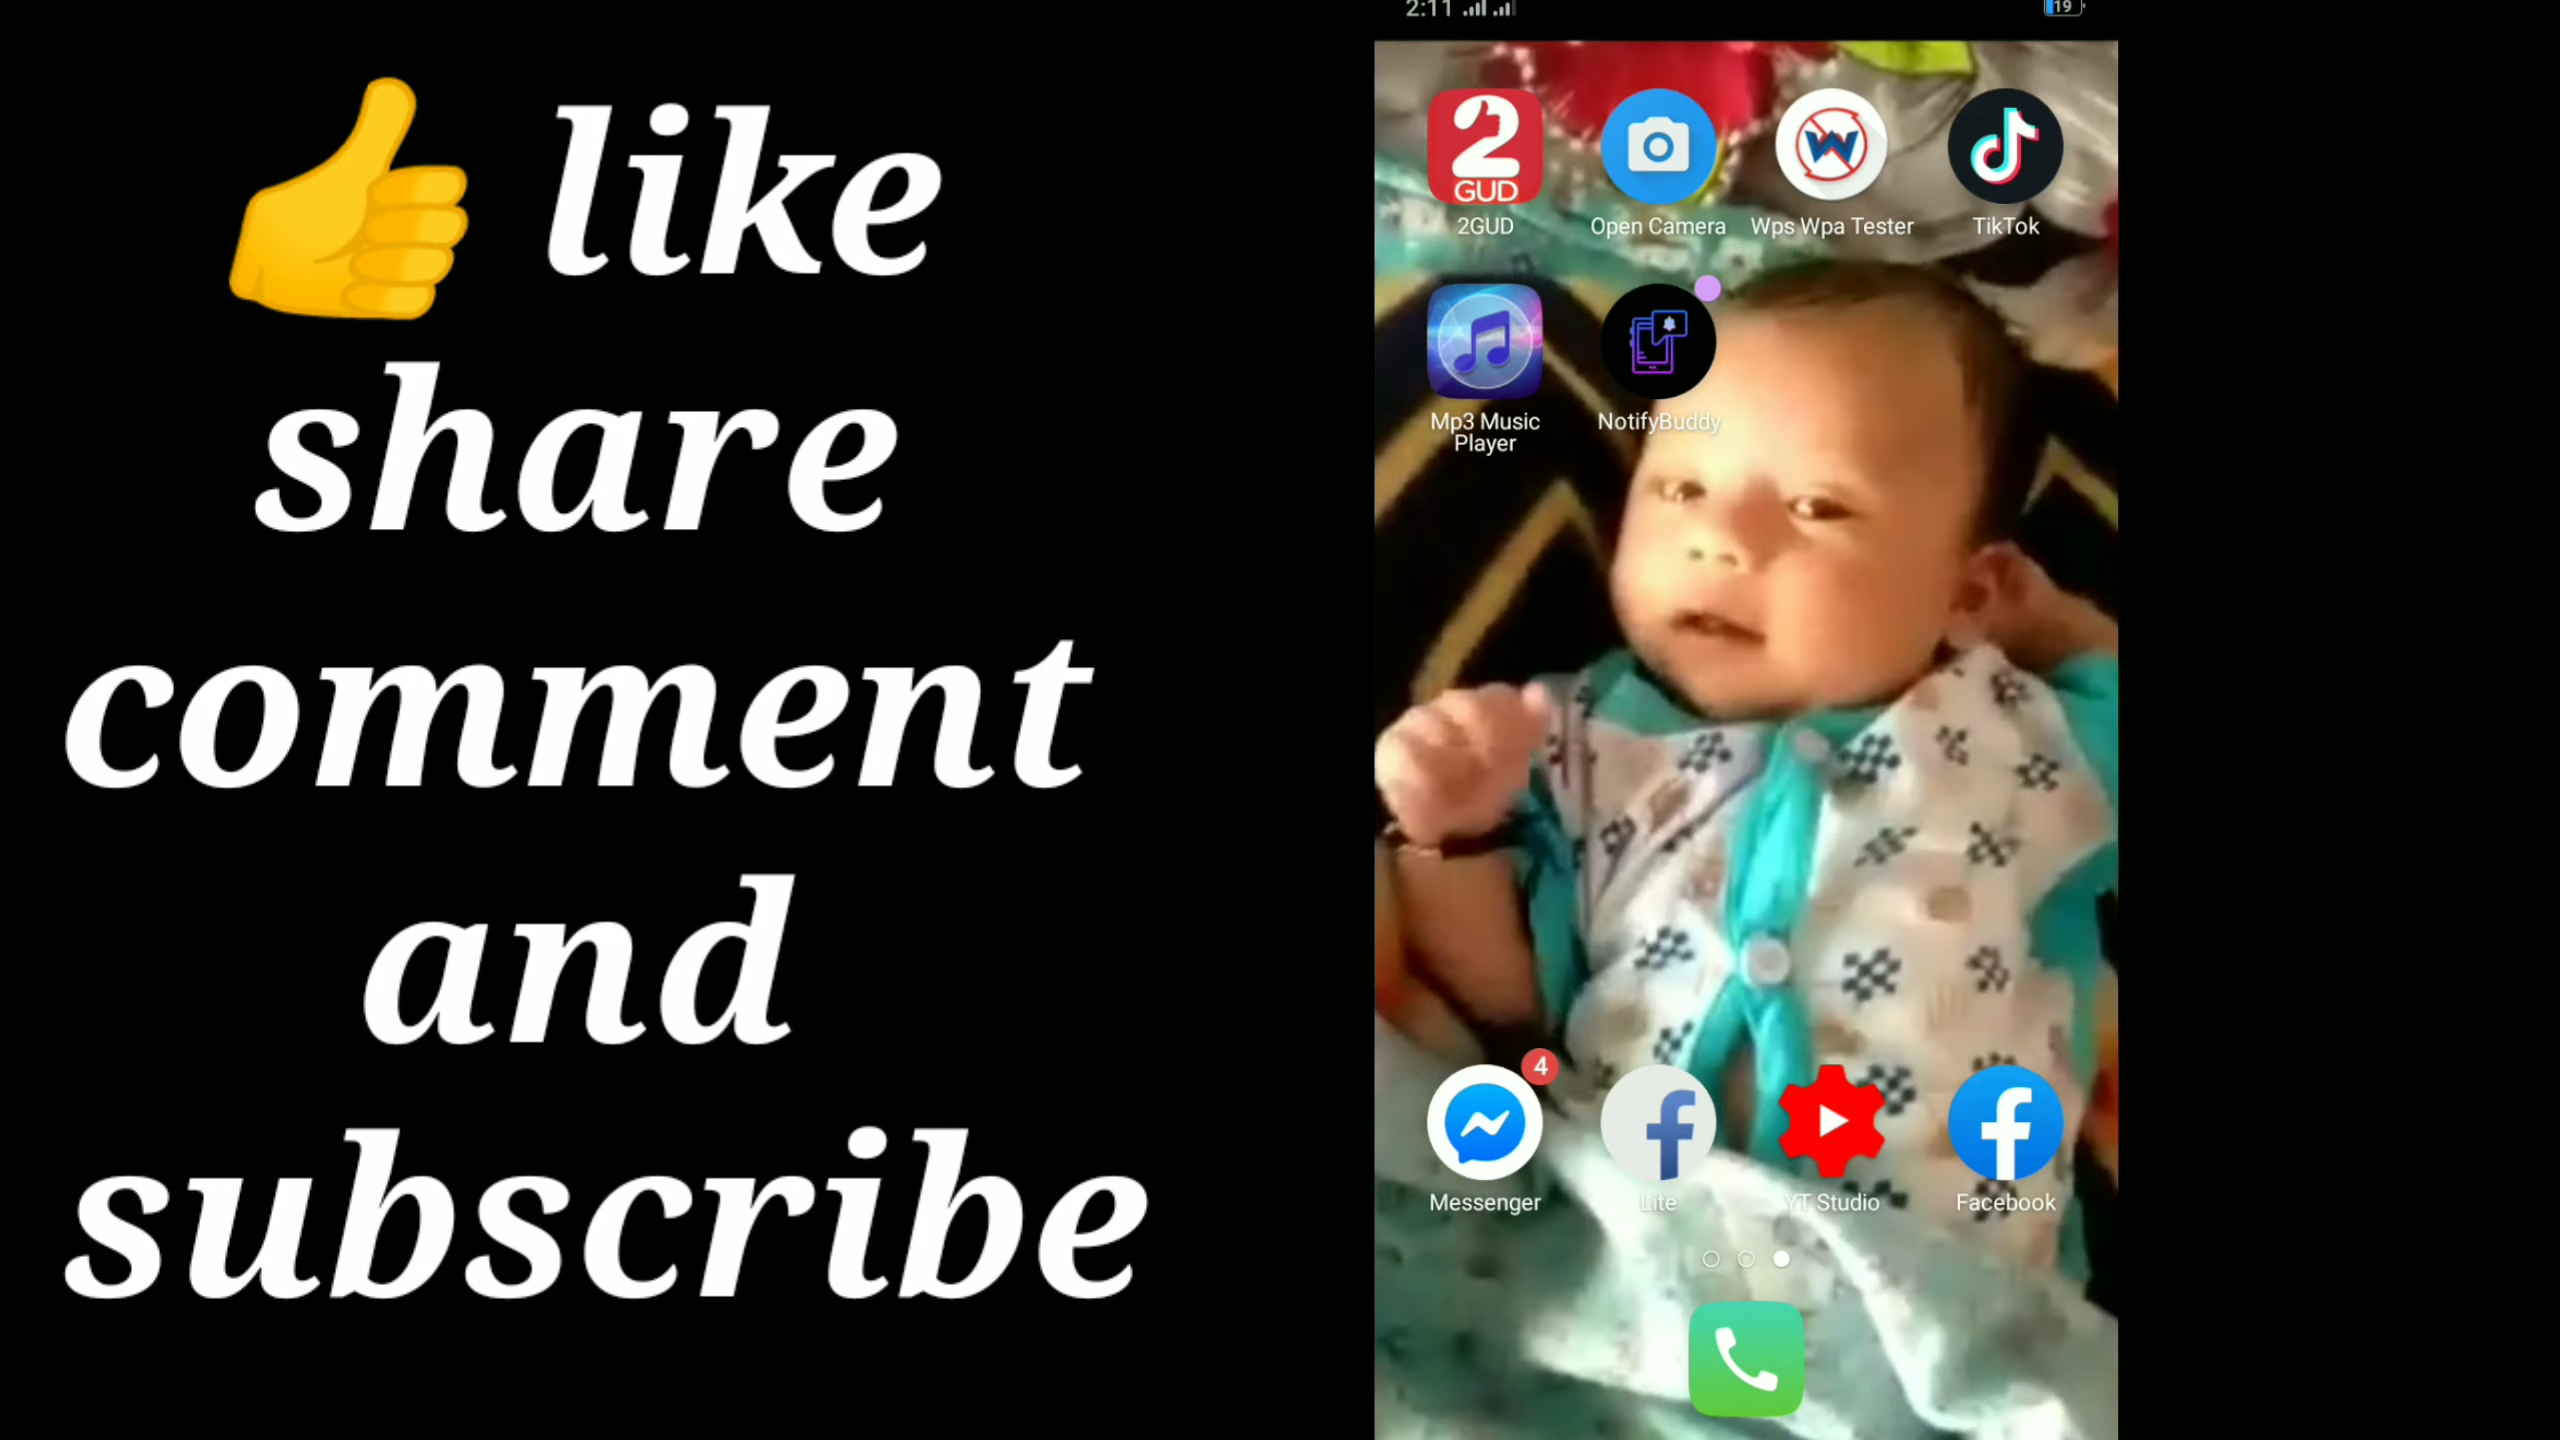 👍 like
share
comment
and
subscribe
2:11
19
2
GUD
2GUD
Open Camera
W
Wps Wpa Tester
TikTok
Mp3 Music
Player
NotifyBuddy
4
Messenger
Lite
YT Studio
Facebook